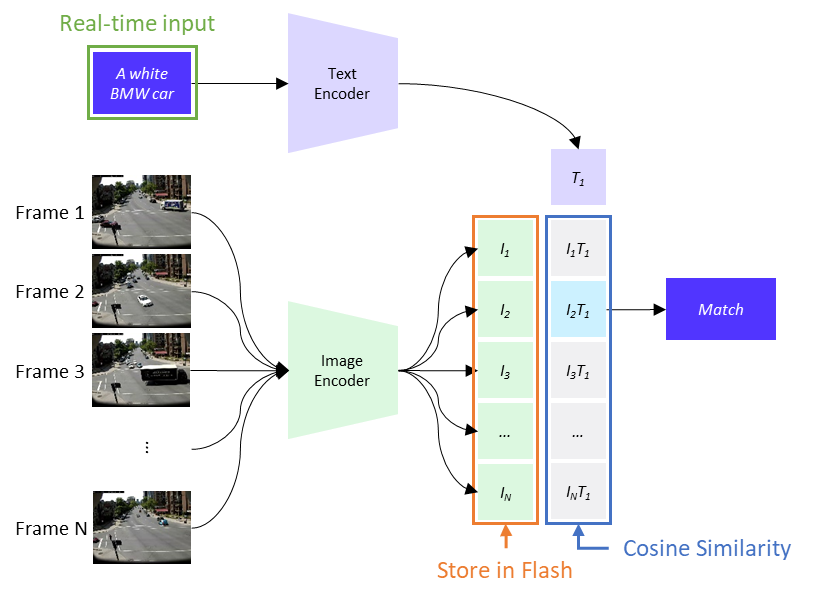 Real-time input
A white
BMW car
Text
Encoder
T1
Frame 1
Frame 2
Frame 3
...
Frame N
Image
Encoder
I1
I2
I3
...
IN
I1T1
I2T1
I3T1
...
INT1
Match
Store in Flash
Cosine Similarity